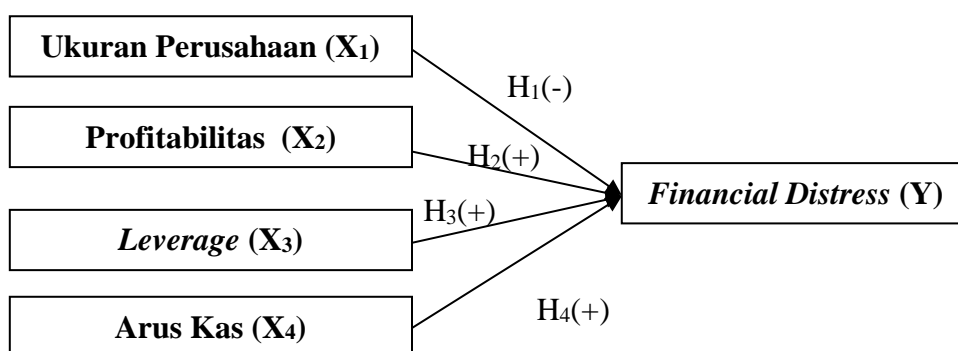 Ukuran Perusahaan (X₁)
H₁(-)
Profitabilitas (X₂)
H₂(+)
Financial Distress (Y)
H₃(+)
Leverage (X₃)
H₄(+)
Arus Kas (X₄)